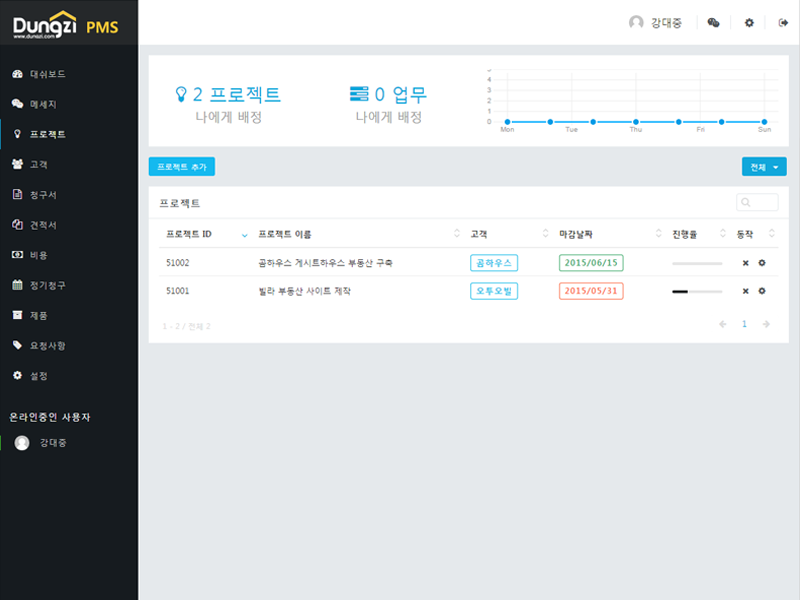 Dungzi PMS
www.dungzi.com
강대중
대쉬보드
메세지
프로젝트
고객
청구서
견적서
비용
정기청구
제품
요청사항
설정
온라인중인 사용자
강대중
2 프로젝트
나에게 배정
0 업무
나에게 배정
5
4
3
2
1
0
Mon Tue Thu Fri Sun
프로젝트 추가
전체
프로젝트
프로젝트 ID 프로젝트 이름 고객 마감날짜 진행율 동작
51002 곰하우스 게시트하우스 부동산 구축 곰하우스 2015/06/15
51001 빌라 부동산 사이트 제작 오투오빌 2015/05/31
1 - 2 / 전체 2
1